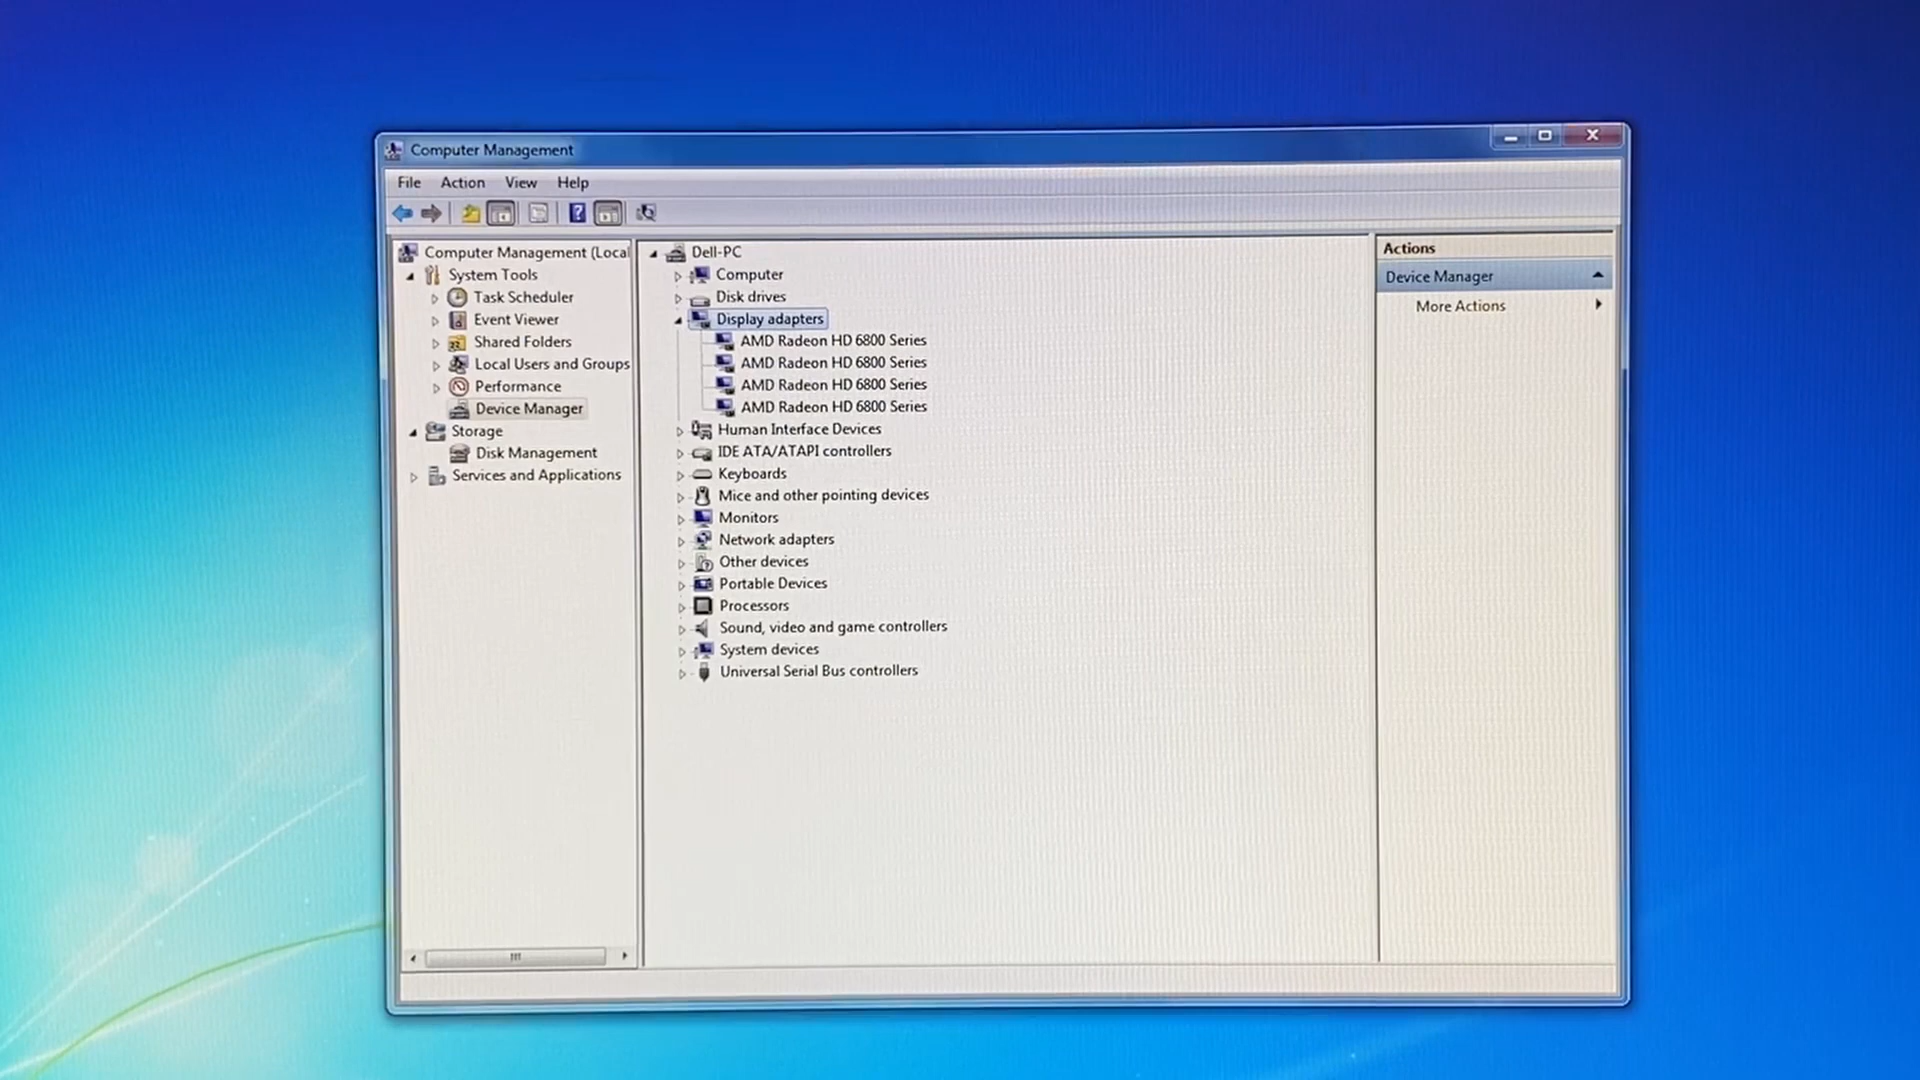 Computer Management
File Action View Help
Computer Management (Local
System Tools
Task Scheduler
Event Viewer
Shared Folders
Local Users and Groups
Performance
Device Manager
Storage
Disk Management
Services and Applications
Dell-PC
Computer
Disk drives
Display adapters
AMD Radeon HD 6800 Series
AMD Radeon HD 6800 Series
AMD Radeon HD 6800 Series
AMD Radeon HD 6800 Series
Human Interface Devices
IDE ATA/ATAPI controllers
Keyboards
Mice and other pointing devices
Monitors
Network adapters
Other devices
Portable Devices
Processors
Sound, video and game controllers
System devices
Universal Serial Bus controllers
Actions
Device Manager
More Actions